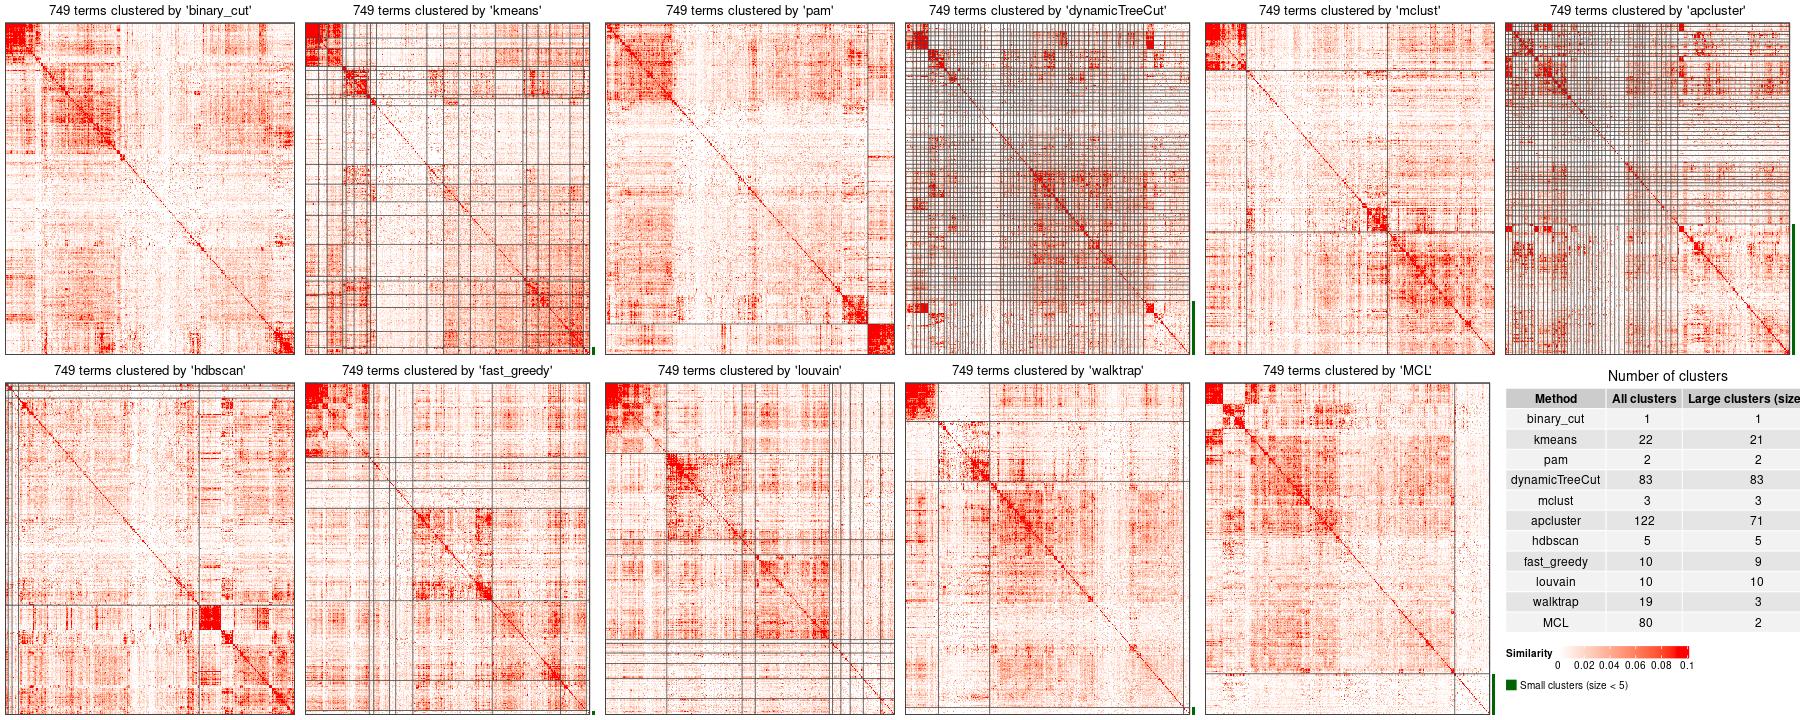 749 terms clustered by 'binary_cut'
749 terms clustered by 'kmeans'
749 terms clustered by 'pam'
749 terms clustered by 'dynamicTreeCut'
749 terms clustered by 'mclust'
749 terms clustered by 'apcluster'
749 terms clustered by 'hdbscan'
749 terms clustered by 'fast_greedy'
749 terms clustered by 'louvain'
749 terms clustered by 'walktrap'
749 terms clustered by 'MCL'
Number of clusters
Method All clusters Large clusters (size
binary_cut 1 1
kmeans 22 21
pam 2 2
dynamicTreeCut 83 83
mclust 3 3
apcluster 122 71
hdbscan 5 5
fast_greedy 10 9
louvain 10 10
walktrap 19 3
MCL 80 2
Similarity
0 0.02 0.04 0.06 0.08 0.1
Small clusters (size < 5)